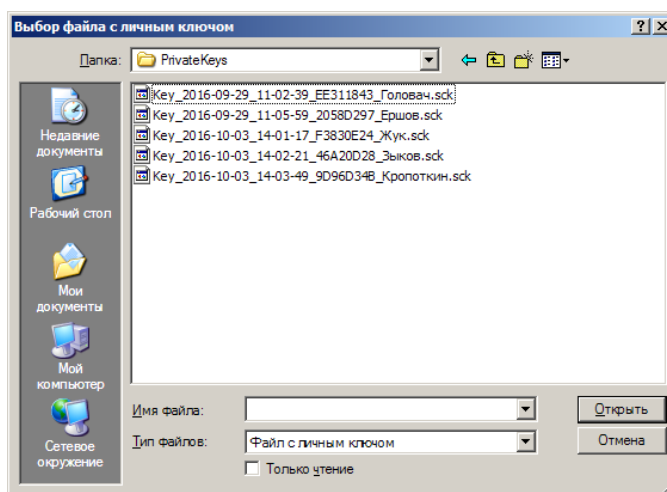 Выбор файла с личным ключом
Папка: PrivateKeys
Key_2016-09-29_11-02-39_EE311843_Головач.sck
Key_2016-09-29_11-05-59_2058D297_Ершов.sck
Key_2016-10-03_14-01-17_F3830E24_Жук.sck
Key_2016-10-03_14-02-21_46A20D28_Зыков.sck
Key_2016-10-03_14-03-49_9D96D34B_Кропоткин.sck
Недавние
документы
Рабочий стол
Мои
документы
Мой
компьютер
Сетевое
окружение
Имя файла:
Открыть
Тип файлов: Файл с личным ключом
Отмена
Только чтение